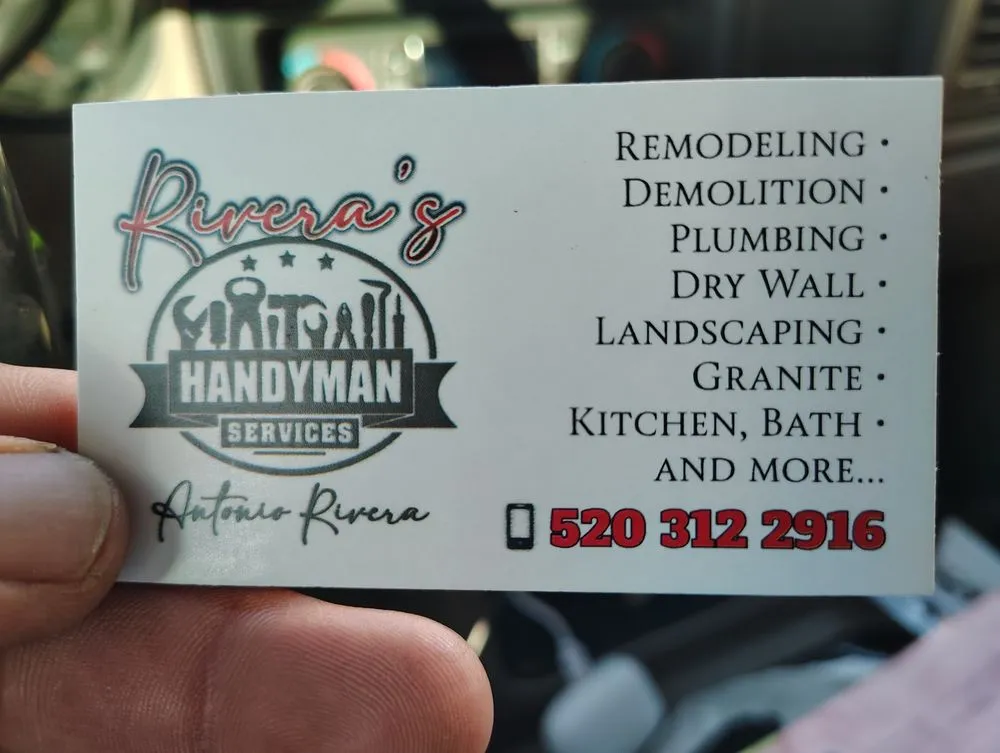 Rivera's
HANDYMAN
SERVICES
Antonio Rivera
REMODELING •
DEMOLITION •
PLUMBING •
DRY WALL •
LANDSCAPING •
GRANITE •
KITCHEN, BATH •
AND MORE...
520 312 2916